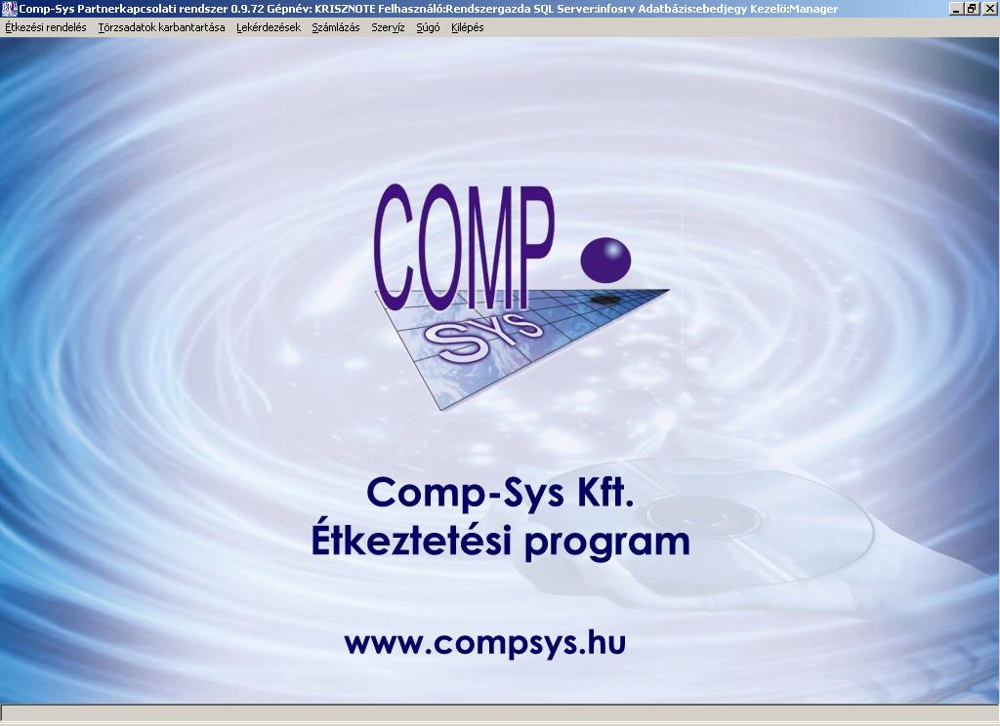 Comp-Sys Partnerkapcsolati rendszer 0.9.72 Gépnév: KRISZNOTE Felhasználó:Rendszergazda SQL Server:infosrv Adatbázis:ebedjegy Kezelő:Manager
Étkezési rendelés Törzsadatok karbantartása Lekérdezések Számlázás Szervíz Súgó Kilépés
COMP
SYS
Comp-Sys Kft.
Étkeztetési program
www.compsys.hu